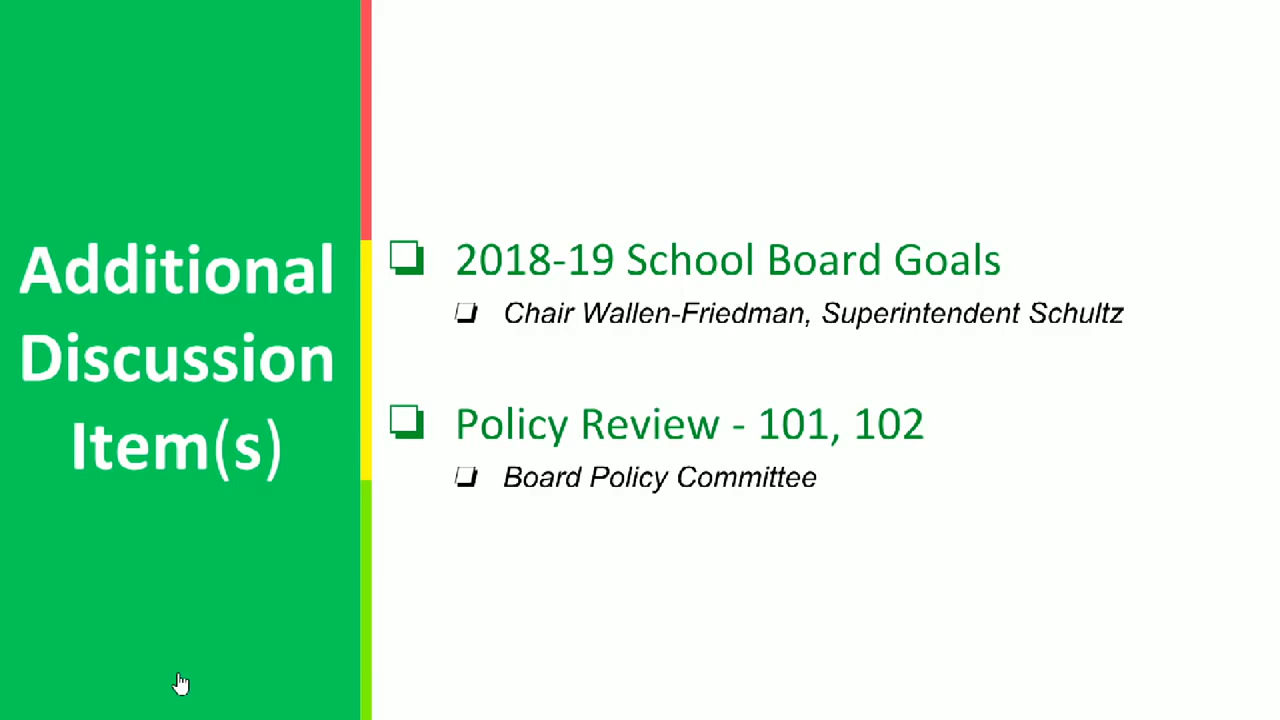 Additional
Discussion
Item(s)
2018-19 School Board Goals
Chair Wallen-Friedman, Superintendent Schultz
Policy Review - 101, 102
Board Policy Committee